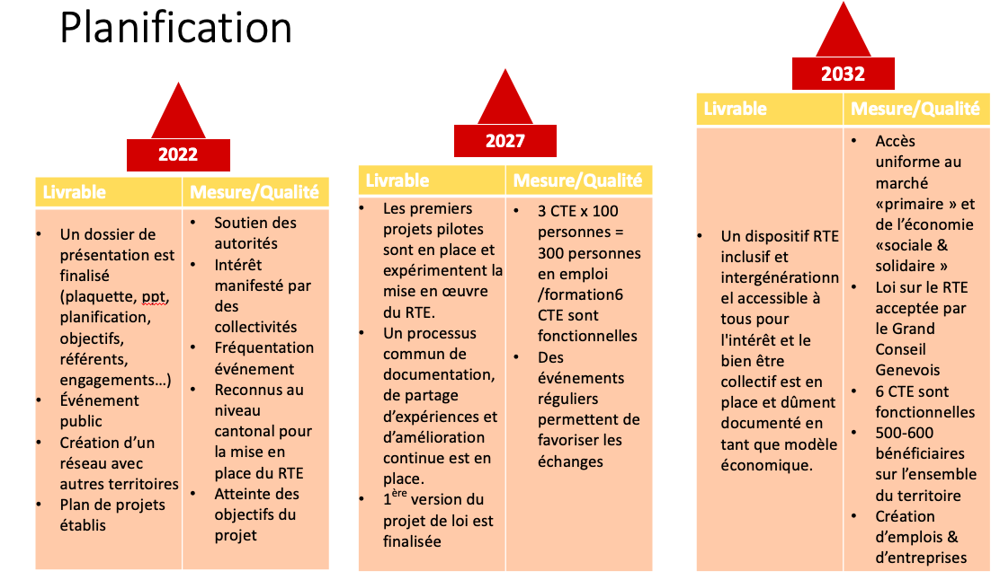 Planification
2022
Livrable
Mesure/Qualité
• Un dossier de
présentation est
finalisé
(plaquette, ppt,
planification,
objectifs,
référents,
engagements…)
• Événement
public
• Création d’un
réseau avec
autres territoires
• Plan de projets
établis
• Soutien des
autorités
• Intérêt
manifesté par
des
collectivités
• Fréquentation
événement
• Reconnus au
niveau
cantonal pour
la mise en
place du RTE
• Atteinte des
objectifs du
projet
2027
Livrable
Mesure/Qualité
• Les premiers
projets pilotes
sont en place et
expérimentent la
mise en œuvre
du RTE.
• Un processus
commun de
documentation,
de partage
d’expériences et
d’amélioration
continue est en
place.
• 1ère version du
projet de loi est
finalisée
• 3 CTE x 100
personnes =
300 personnes
en emploi
/formation6
CTE sont
fonctionnelles
• Des
événements
réguliers
permettent de
favoriser les
échanges
2032
Livrable
Mesure/Qualité
• Un dispositif RTE
inclusif et
intergénérationn
el accessible à
tous pour
l'intérêt et le
bien être
collectif est en
place et dûment
documenté en
tant que modèle
économique.
• Accès
uniforme au
marché
«primaire » et
de l’économie
«sociale &
solidaire »
• Loi sur le RTE
acceptée par
le Grand
Conseil
Genevois
• 6 CTE sont
fonctionnelles
• 500-600
bénéficiaires
sur l’ensemble
du territoire
• Création
d’emplois &
d’entreprises